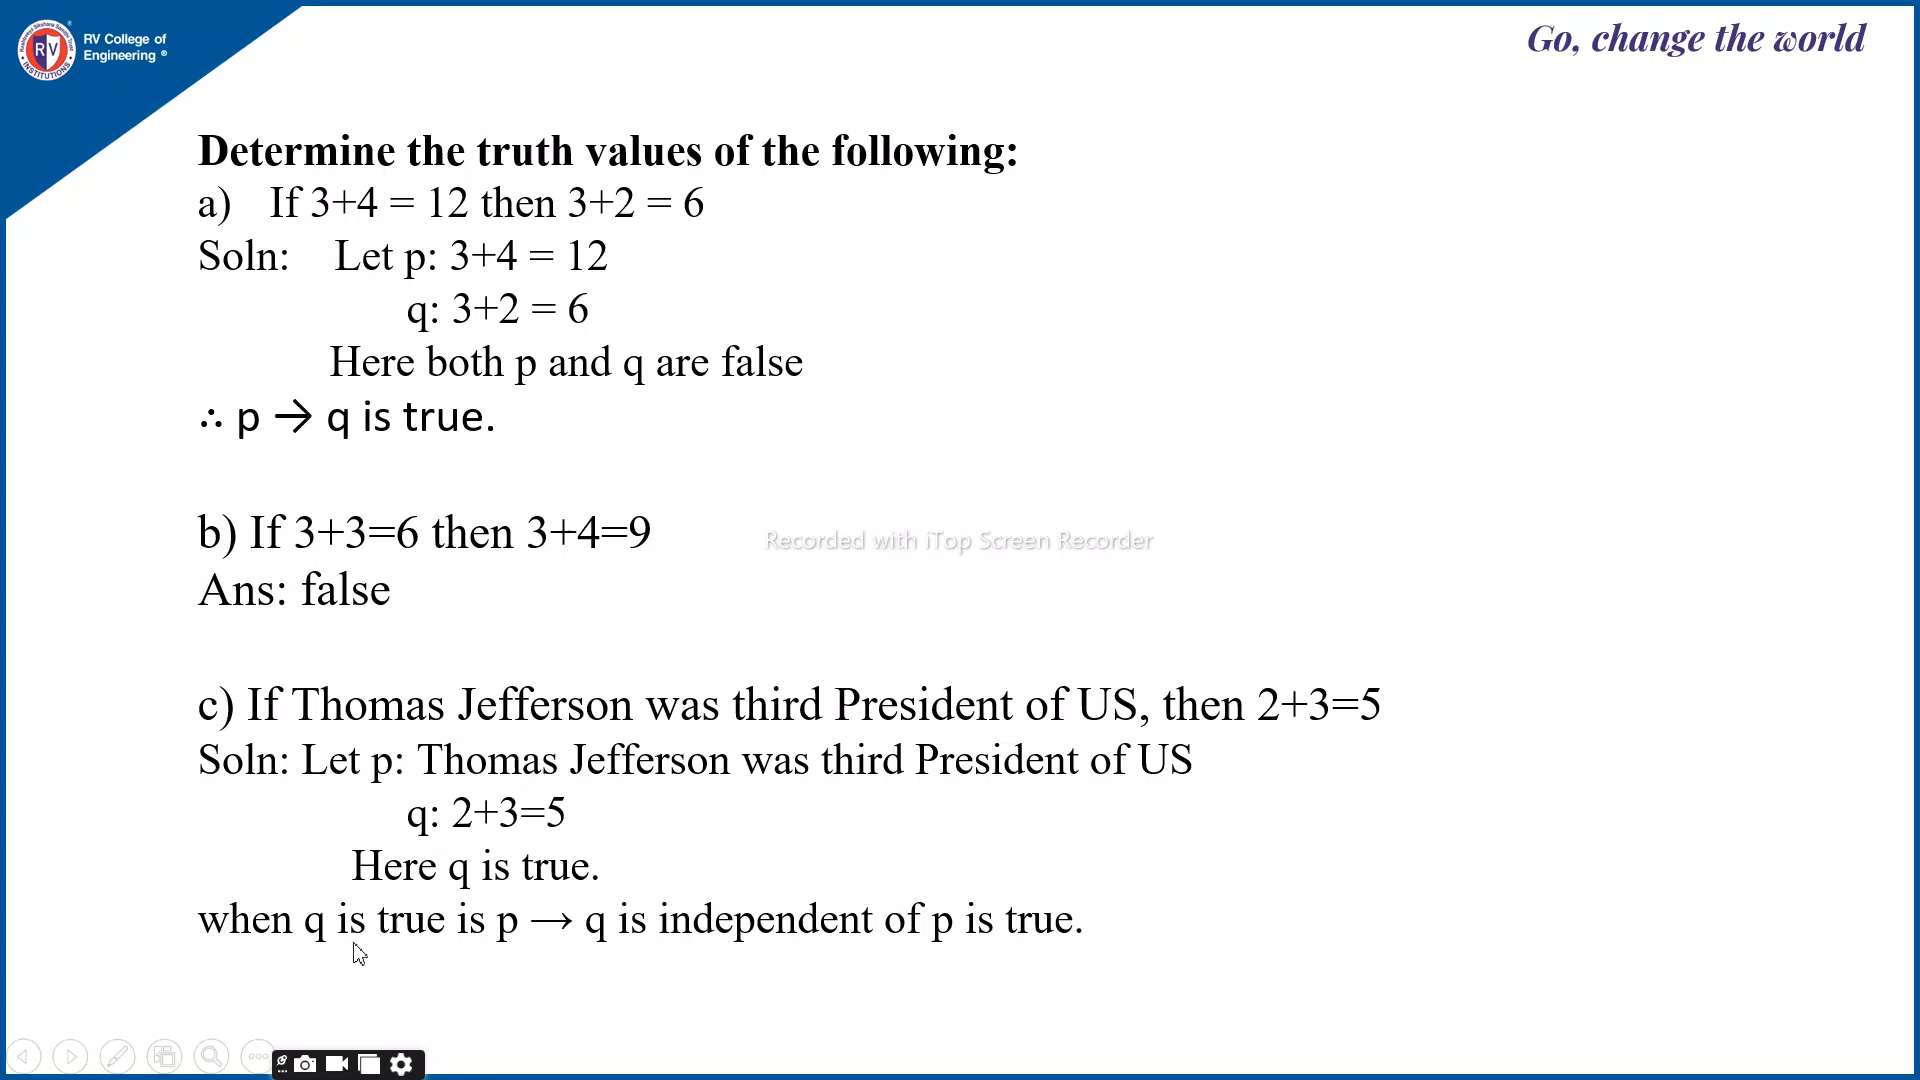 RV College of
Engineering ®
RV
INSTITUTIONS
Go, change the world
Determine the truth values of the following:
a) If 3+4 = 12 then 3+2 = 6
Soln: Let p: 3+4 = 12
q: 3+2 = 6
Here both p and q are false
∴ p → q is true.
b) If 3+3=6 then 3+4=9
Recorded with iTop Screen Recorder
Ans: false
c) If Thomas Jefferson was third President of US, then 2+3=5
Soln: Let p: Thomas Jefferson was third President of US
q: 2+3=5
Here q is true.
when q is true is p → q is independent of p is true.